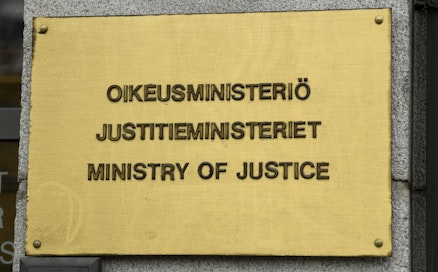 OIKEUSMINISTERIÖ
JUSTITIEMINISTERIET
MINISTRY OF JUSTICE